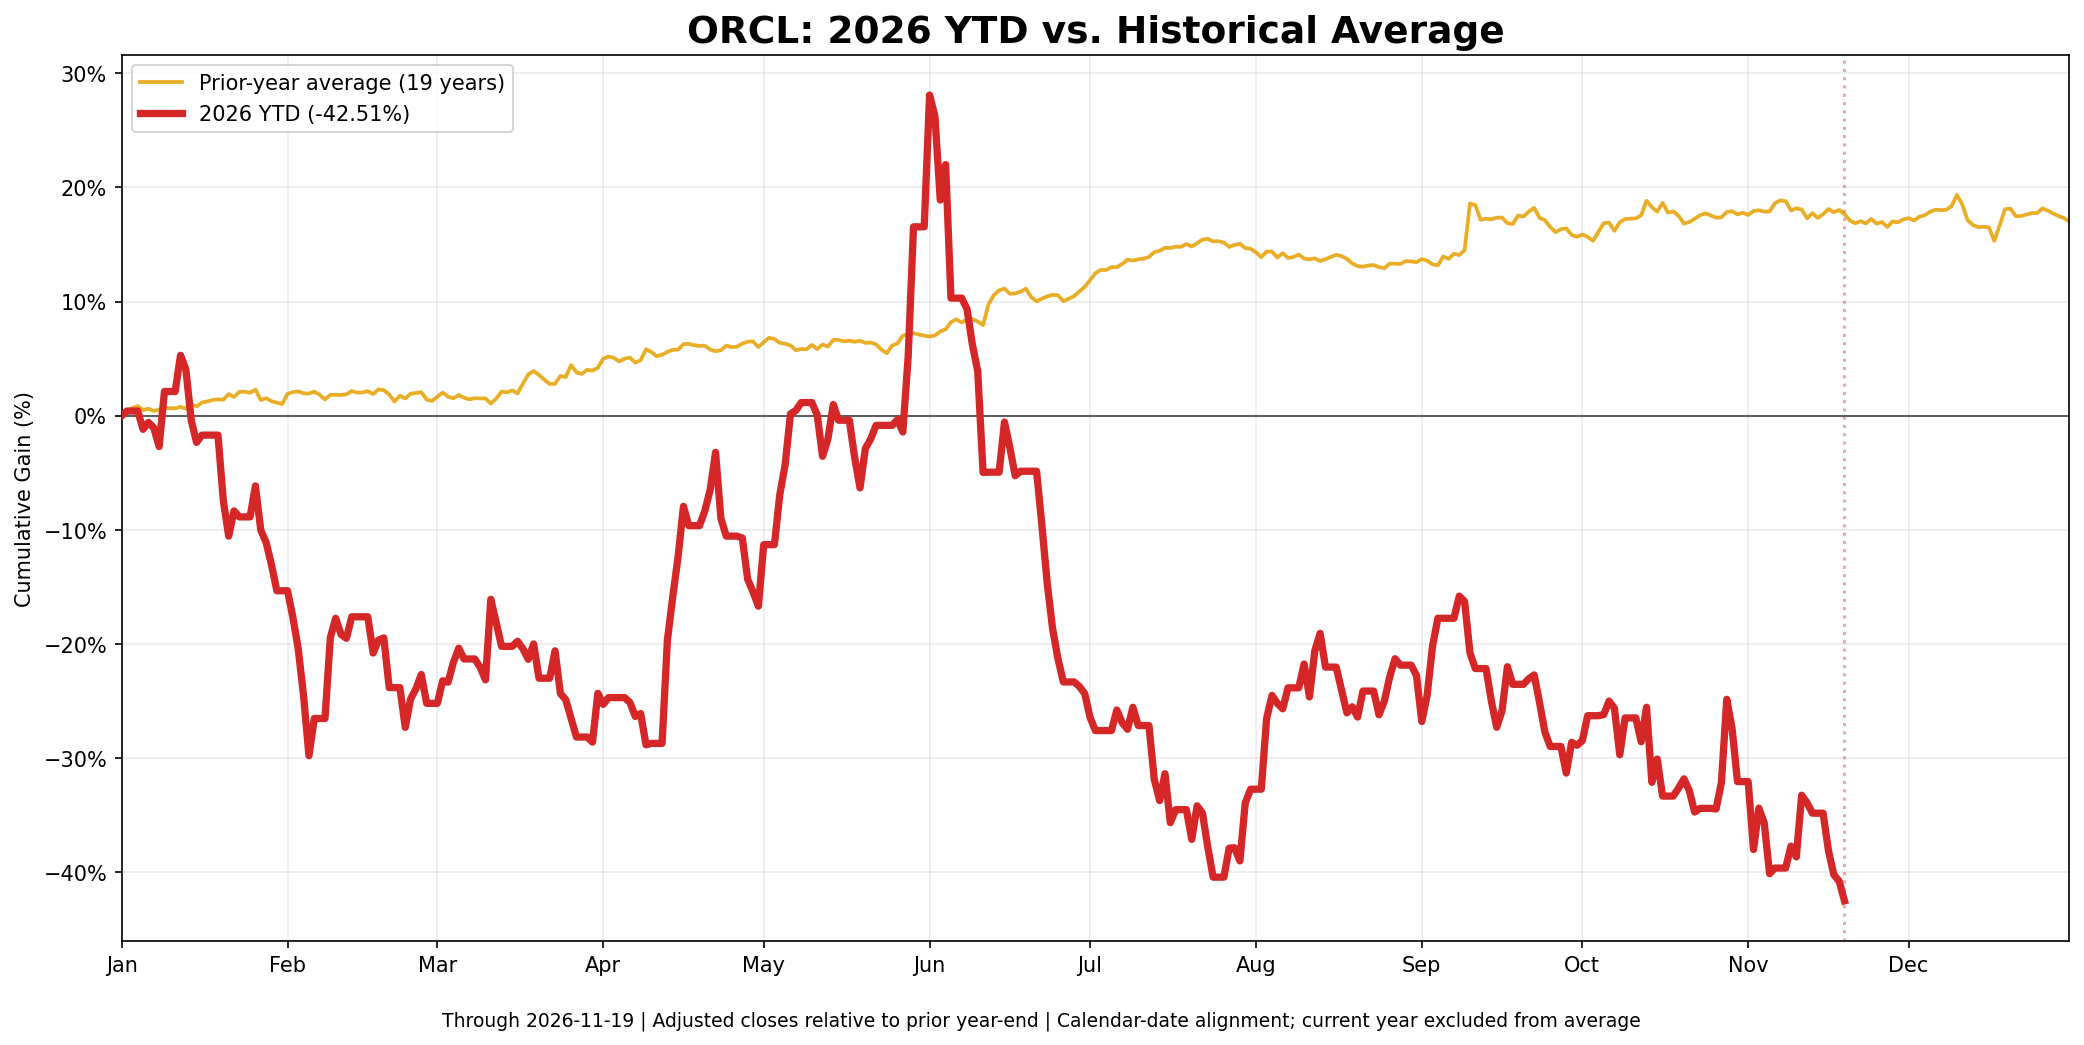 ORCL: 2026 YTD vs. Historical Average
Prior-year average (19 years)
2026 YTD (-42.51%)
Cumulative Gain (%)
30%
20%
10%
0%
−10%
−20%
−30%
−40%
Jan
Feb
Mar
Apr
May
Jun
Jul
Aug
Sep
Oct
Nov
Dec
Through 2026-11-19 | Adjusted closes relative to prior year-end | Calendar-date alignment; current year excluded from average